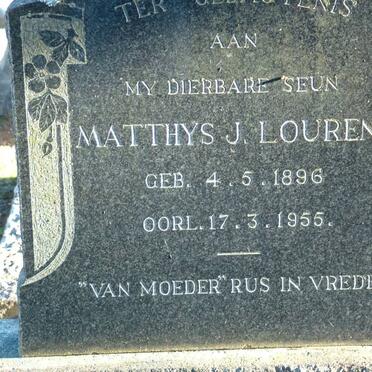 TER
AAN
MY DIERBARE SEUN
MATTHYS J. LOUREN
GEB. 4.5.1896
OORL. 17.3.1955.
"VAN MOEDER" RUS IN VREDE